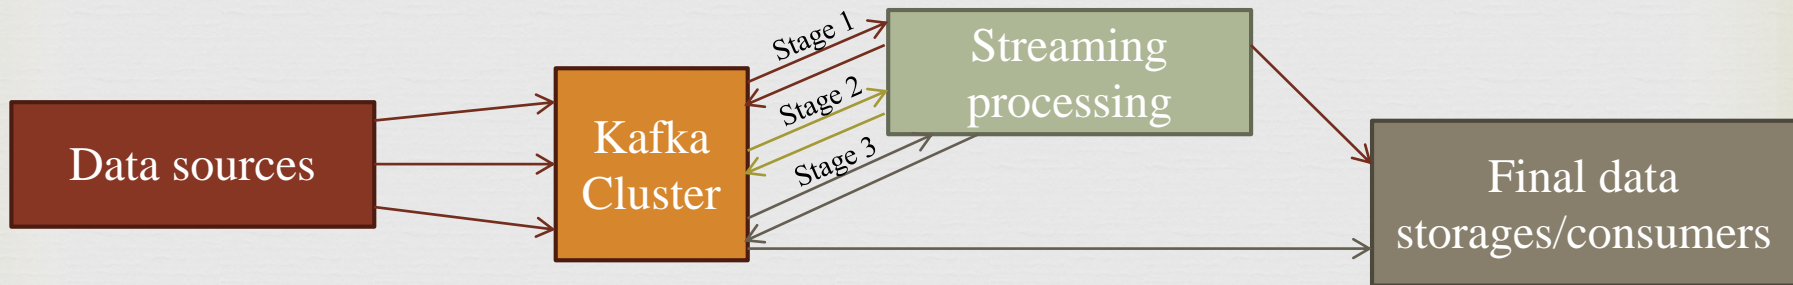 Data sources
Kafka
Cluster
Stage 1
Stage 2
Stage 3
Streaming
processing
Final data
storages/consumers